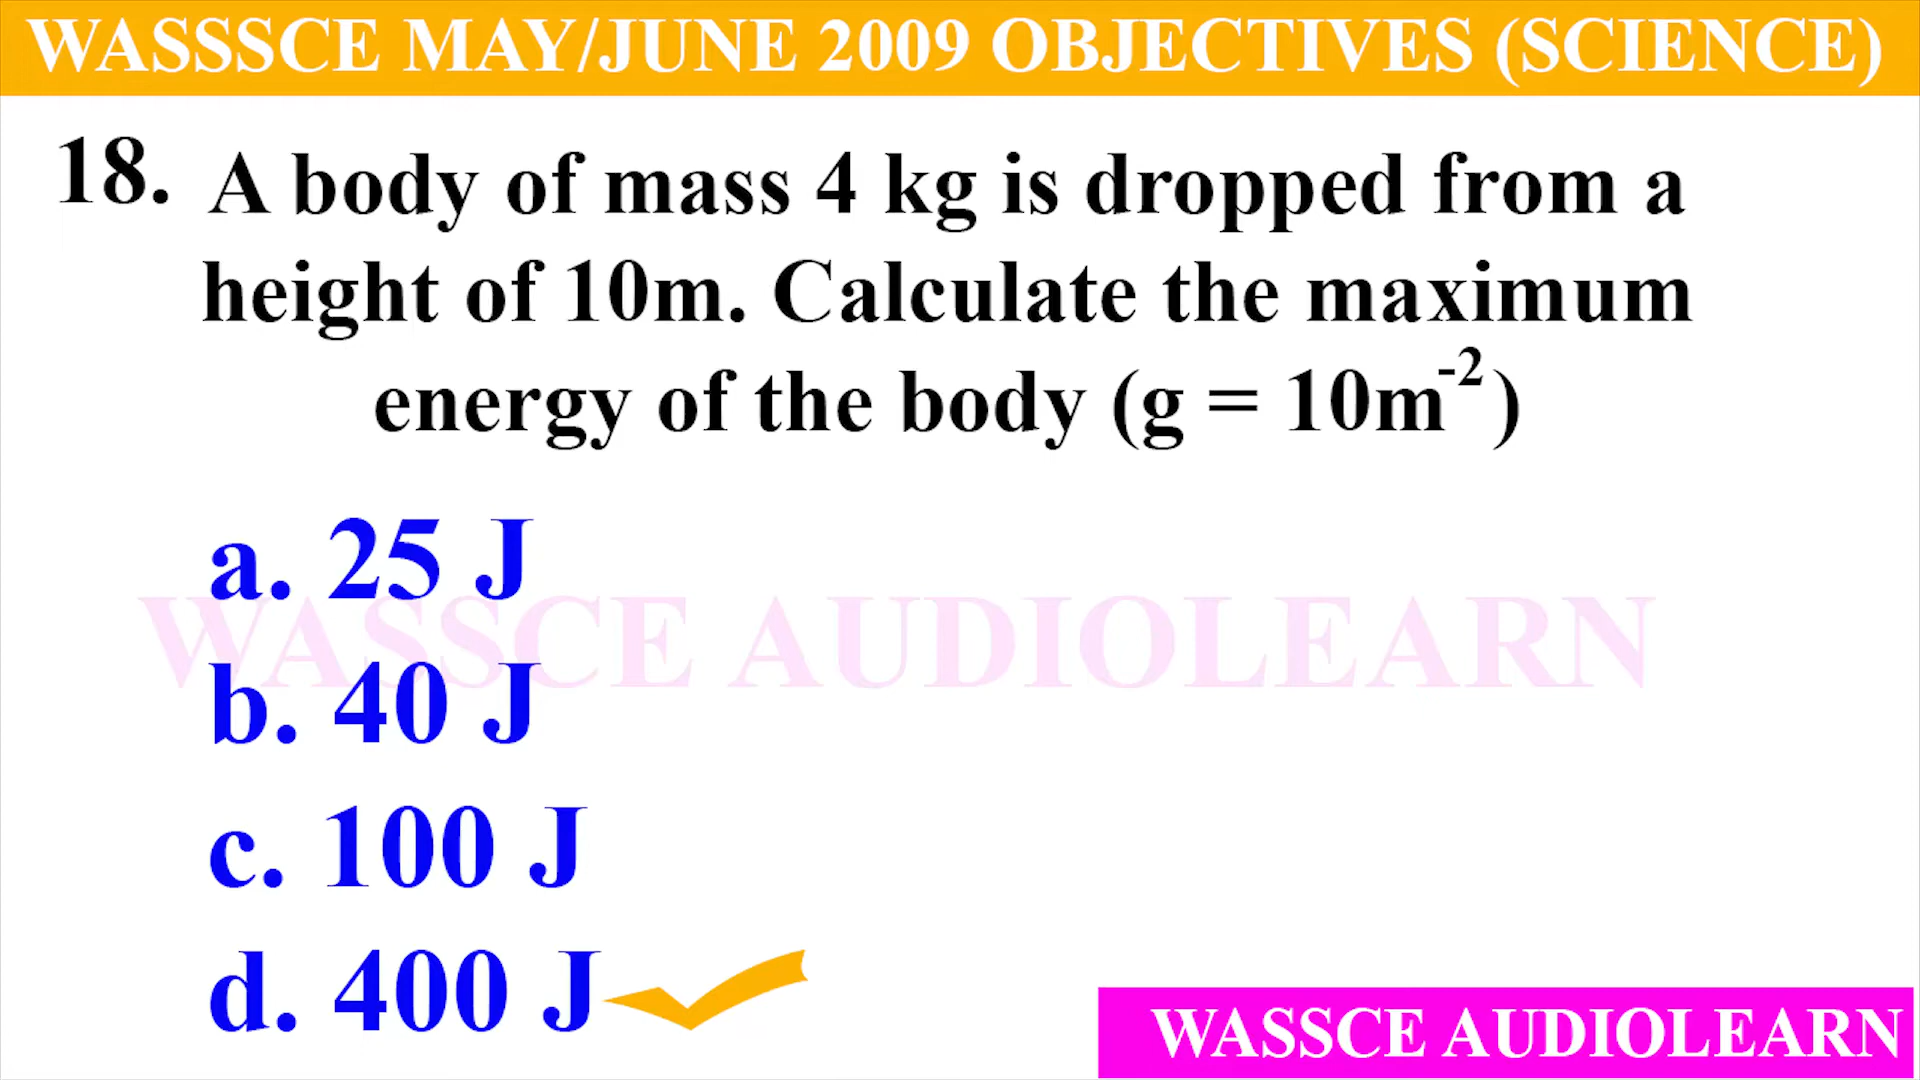 WASSSCE MAY/JUNE 2009 OBJECTIVES (SCIENCE)
18. A body of mass 4 kg is dropped from a
height of 10m. Calculate the maximum
energy of the body (g = 10m⁻²)
a. 25 J
WASSCE AUDIOLEARN
b. 40 J
c. 100 J
d. 400 J
WASSCE AUDIOLEARN